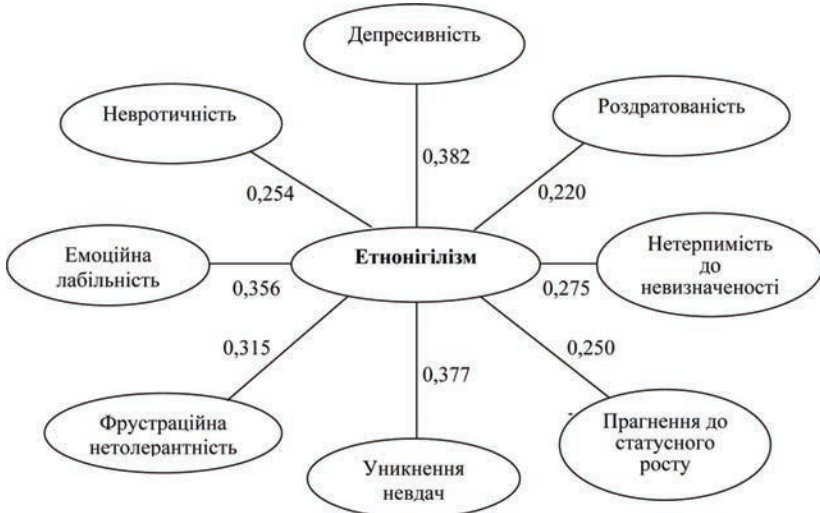 Депресивність
Невротичність
Роздратованість
0,382
0,254
0,220
Емоційна
лабільність
Етнонігілізм
Нетерпимість
до
невизначеності
0,356
0,275
0,315
0,377
0,250
Фрустраційна
нетолерантність
Уникнення
невдач
Прагнення до
статусного
росту